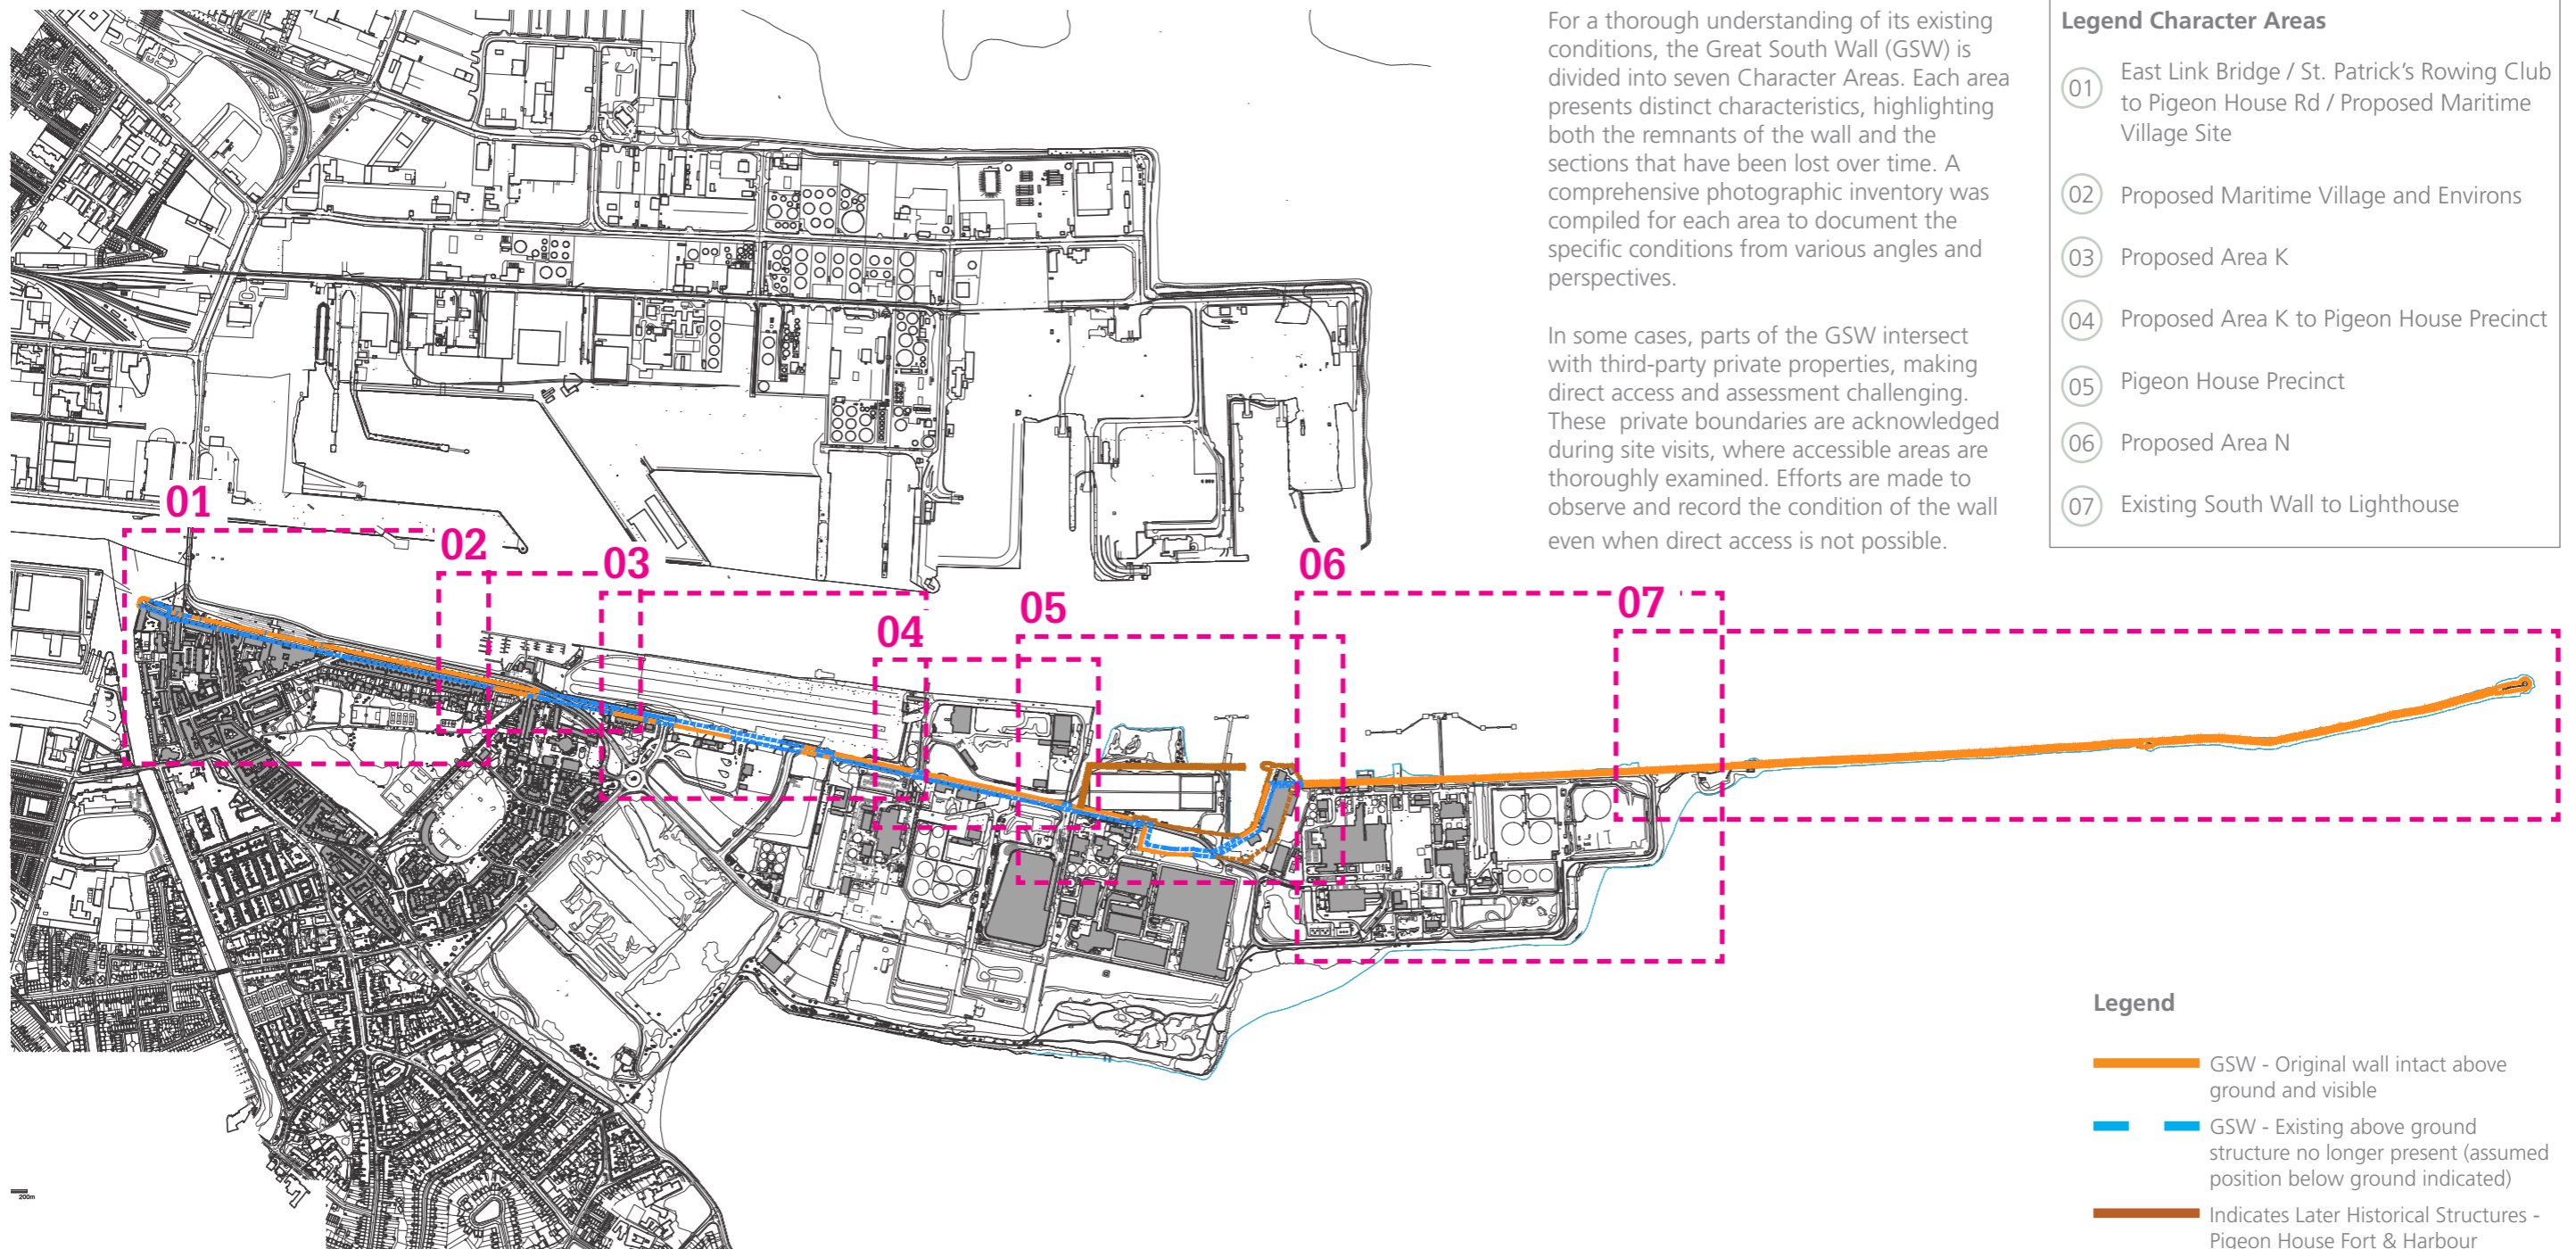 For a thorough understanding of its existing
conditions, the Great South Wall (GSW) is
divided into seven Character Areas. Each area
presents distinct characteristics, highlighting
both the remnants of the wall and the
sections that have been lost over time. A
comprehensive photographic inventory was
compiled for each area to document the
specific conditions from various angles and
perspectives.
In some cases, parts of the GSW intersect
with third-party private properties, making
direct access and assessment challenging.
These private boundaries are acknowledged
during site visits, where accessible areas are
thoroughly examined. Efforts are made to
observe and record the condition of the wall
even when direct access is not possible.
Legend Character Areas
01 East Link Bridge / St. Patrick's Rowing Club
to Pigeon House Rd / Proposed Maritime
Village Site
02 Proposed Maritime Village and Environs
03 Proposed Area K
04 Proposed Area K to Pigeon House Precinct
05 Pigeon House Precinct
06 Proposed Area N
07 Existing South Wall to Lighthouse
01
02
03
04
05
06
07
Legend
GSW - Original wall intact above
ground and visible
GSW - Existing above ground
structure no longer present (assumed
position below ground indicated)
Indicates Later Historical Structures -
Pigeon House Fort & Harbour
200m